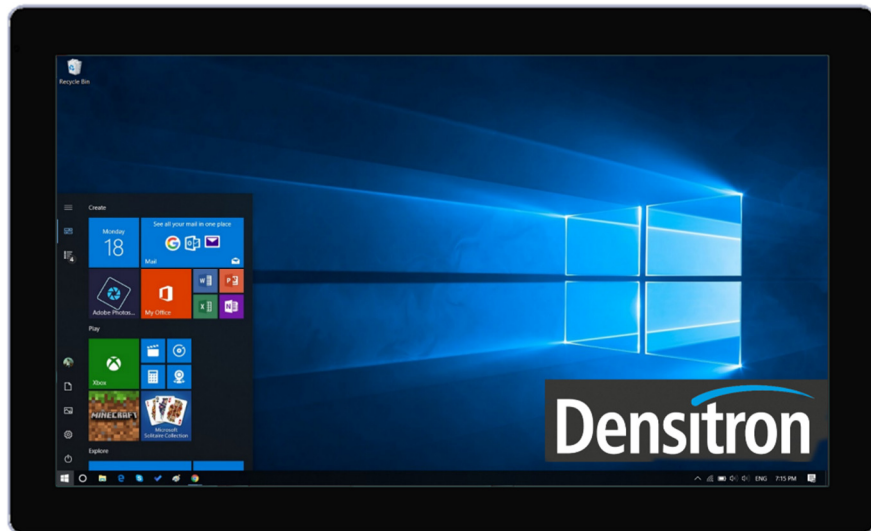 Recycle Bin
Create
Monday
18
See all your mail in one place
Mail
4
Adobe Photos...
My Office
W
P
X
N
Play
Xbox
MINECRAFT
Microsoft
Solitaire Collection
Explore
Densitron
ENG
7:15 PM